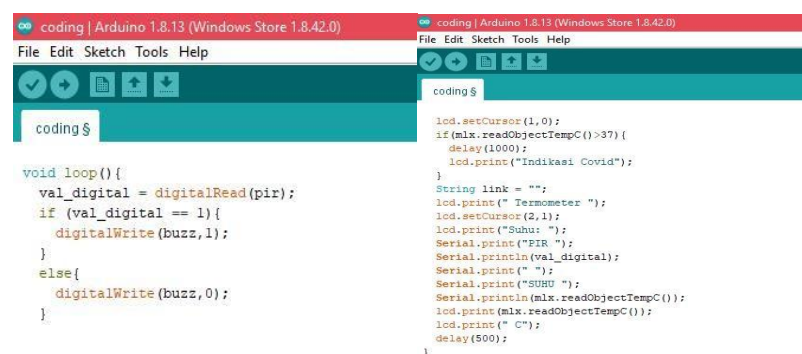 coding | Arduino 1.8.13 (Windows Store 1.8.42.0)
File Edit Sketch Tools Help
coding §
void loop(){
val_digital = digitalRead(pir);
if (val_digital == 1){
digitalWrite(buzz,1);
}
else{
digitalWrite(buzz,0);
}
coding | Arduino 1.8.13 (Windows Store 1.8.42.0)
File Edit Sketch Tools Help
coding §
lcd.setCursor(1,0);
if(mlx.readObjectTempC()>37){
delay(1000);
lcd.print("Indikasi Covid");
}
String link = "";
lcd.print(" Termometer ");
lcd.setCursor(2,1);
lcd.print("Suhu: ");
Serial.print("PIR ");
Serial.println(val_digital);
Serial.print(" ");
Serial.print("SUHU ");
Serial.println(mlx.readObjectTempC());
lcd.print(mlx.readObjectTempC());
lcd.print(" C");
delay(500);
}